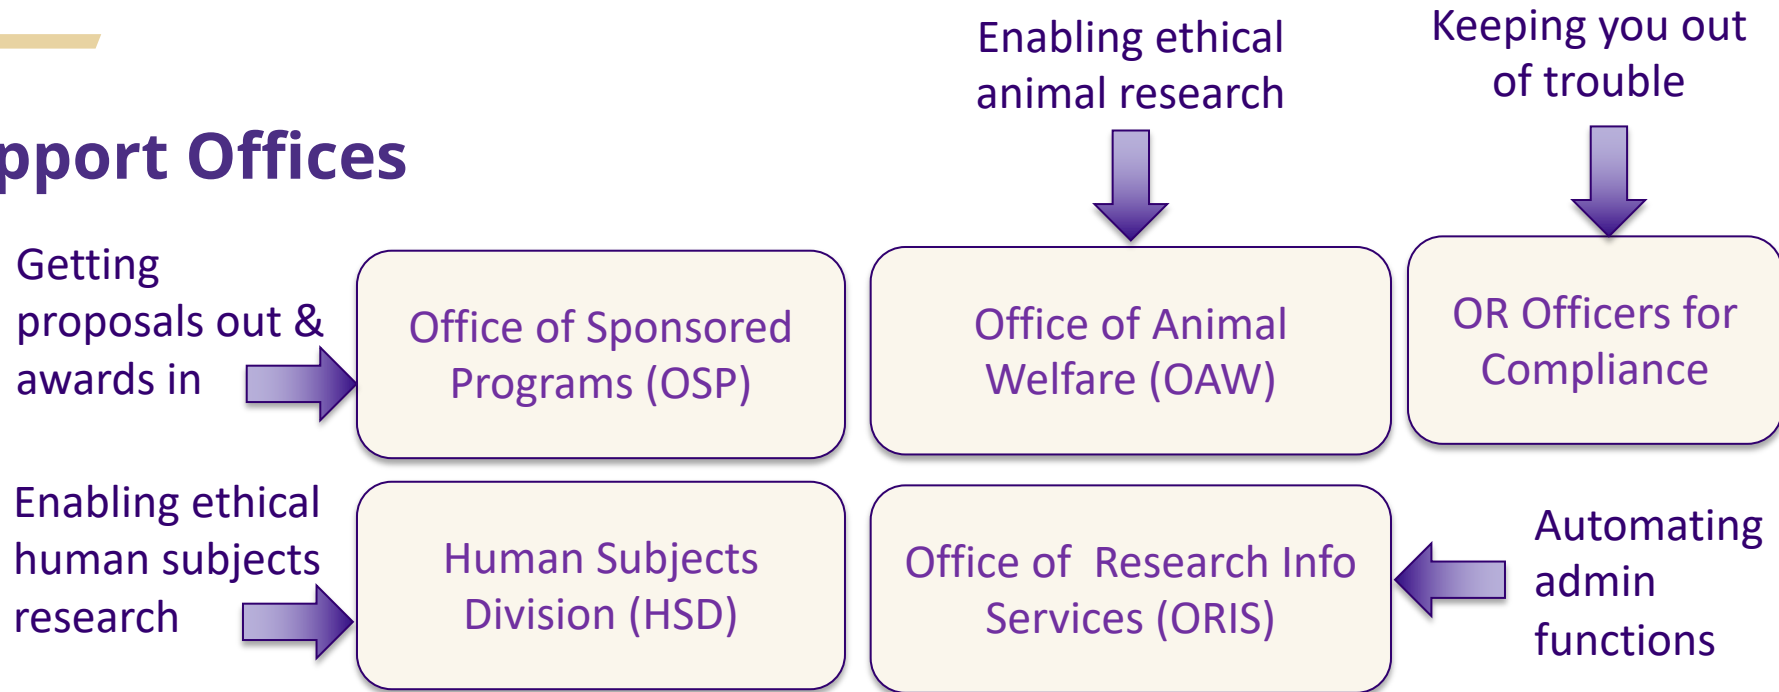 Enabling ethical
animal research
Keeping you out
of trouble
pport Offices
Getting
proposals out &
awards in
Office of Sponsored
Programs (OSP)
Office of Animal
Welfare (OAW)
OR Officers for
Compliance
Enabling ethical
human subjects
research
Human Subjects
Division (HSD)
Office of  Research Info
Services (ORIS)
Automating
admin
functions